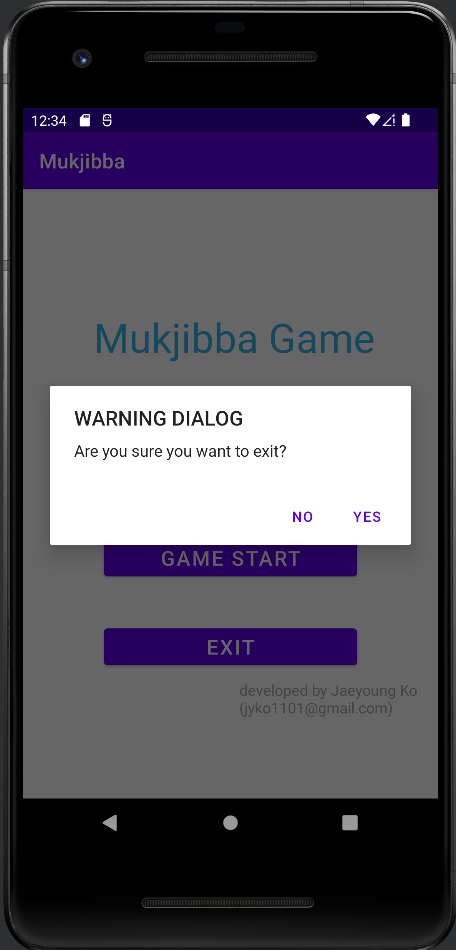 12:34
Mukjibba
Mukjibba Game
WARNING DIALOG
Are you sure you want to exit?
NO YES
GAME START
EXIT
developed by Jaeyoung Ko
(jyko1101@gmail.com)